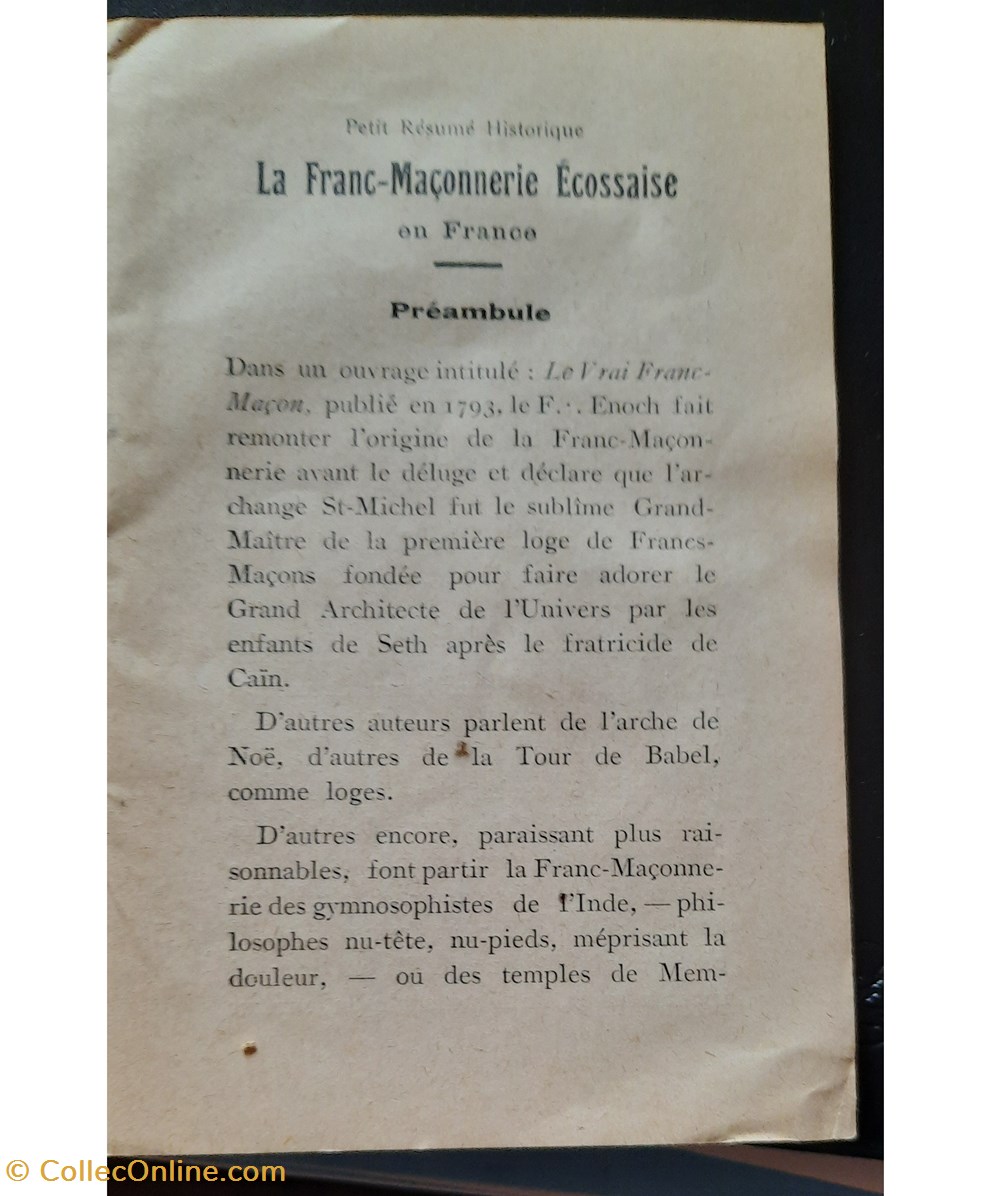 Petit Résumé Historique
La Franc-Maçonnerie Écossaise
en France
Préambule
Dans un ouvrage intitulé : Le Vrai Franc-
Maçon, publié en 1793, le F.·. Enoch fait
remonter l'origine de la Franc-Maçon-
nerie avant le déluge et déclare que l'ar-
change St-Michel fut le sublîme Grand-
Maître de la première loge de Francs-
Maçons fondée pour faire adorer le
Grand Architecte de l'Univers par les
enfants de Seth après le fratricide de
Caïn.
D'autres auteurs parlent de l'arche de
Noë, d'autres de la Tour de Babel,
comme loges.
D'autres encore, paraissant plus rai-
sonnables, font partir la Franc-Maçonne-
rie des gymnosophistes de l'Inde, — phi-
losophes nu-tête, nu-pieds, méprisant la
douleur, — ou des temples de Mem-
© CollecOnline.com